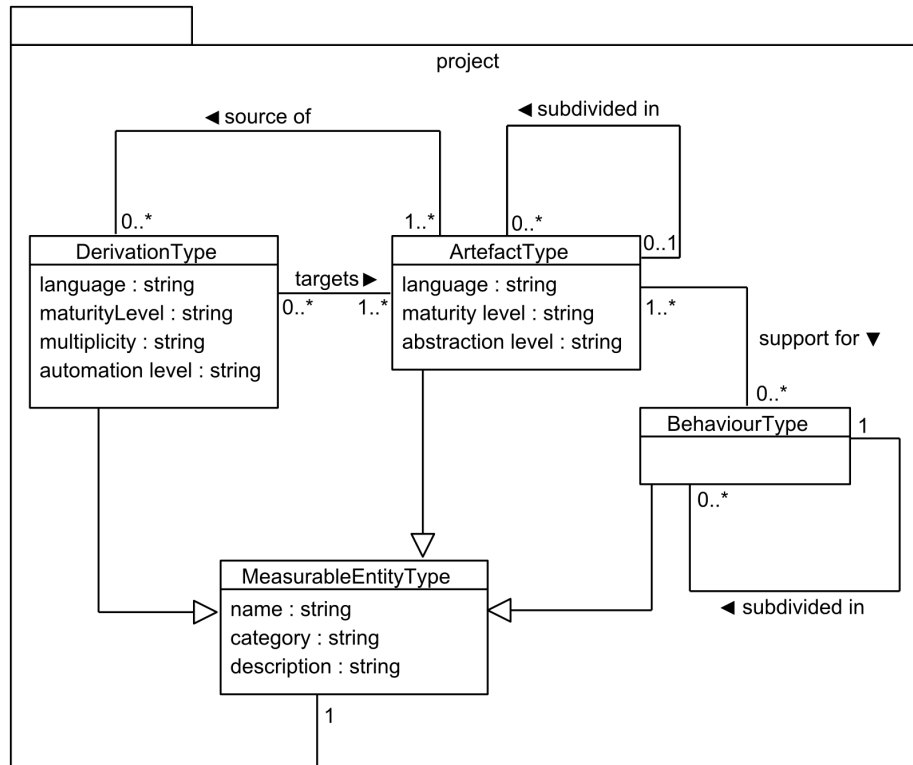 project
◄ source of
◄ subdivided in
0..*
1..*
0..*
0..1
DerivationType
language : string
maturityLevel : string
multiplicity : string
automation level : string
targets ►
0..*
1..*
ArtefactType
language : string
maturity level : string
abstraction level : string
1..*
support for ▼
0..*
BehaviourType
1
0..*
◄ subdivided in
MeasurableEntityType
name : string
category : string
description : string
1